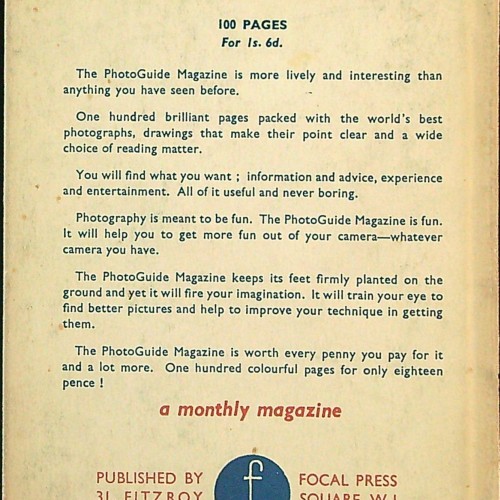 100 PAGES
For 1s. 6d.
The PhotoGuide Magazine is more lively and interesting than
anything you have seen before.
One hundred brilliant pages packed with the world's best
photographs, drawings that make their point clear and a wide
choice of reading matter.
You will find what you want ; information and advice, experience
and entertainment. All of it useful and never boring.
Photography is meant to be fun. The PhotoGuide Magazine is fun.
It will help you to get more fun out of your camera—whatever
camera you have.
The PhotoGuide Magazine keeps its feet firmly planted on the
ground and yet it will fire your imagination. It will train your eye to
find better pictures and help to improve your technique in getting
them.
The PhotoGuide Magazine is worth every penny you pay for it
and a lot more. One hundred colourful pages for only eighteen
pence !
a monthly magazine
PUBLISHED BY f FOCAL PRESS
31 FITZROY SQUARE W.1